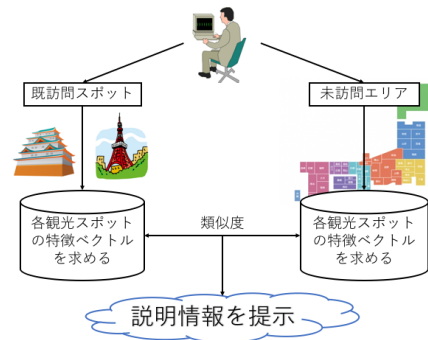 既訪問スポット
未訪問エリア
各観光スポット
の特徴ベクトル
を求める
類似度
各観光スポット
の特徴ベクトル
を求める
説明情報を提示